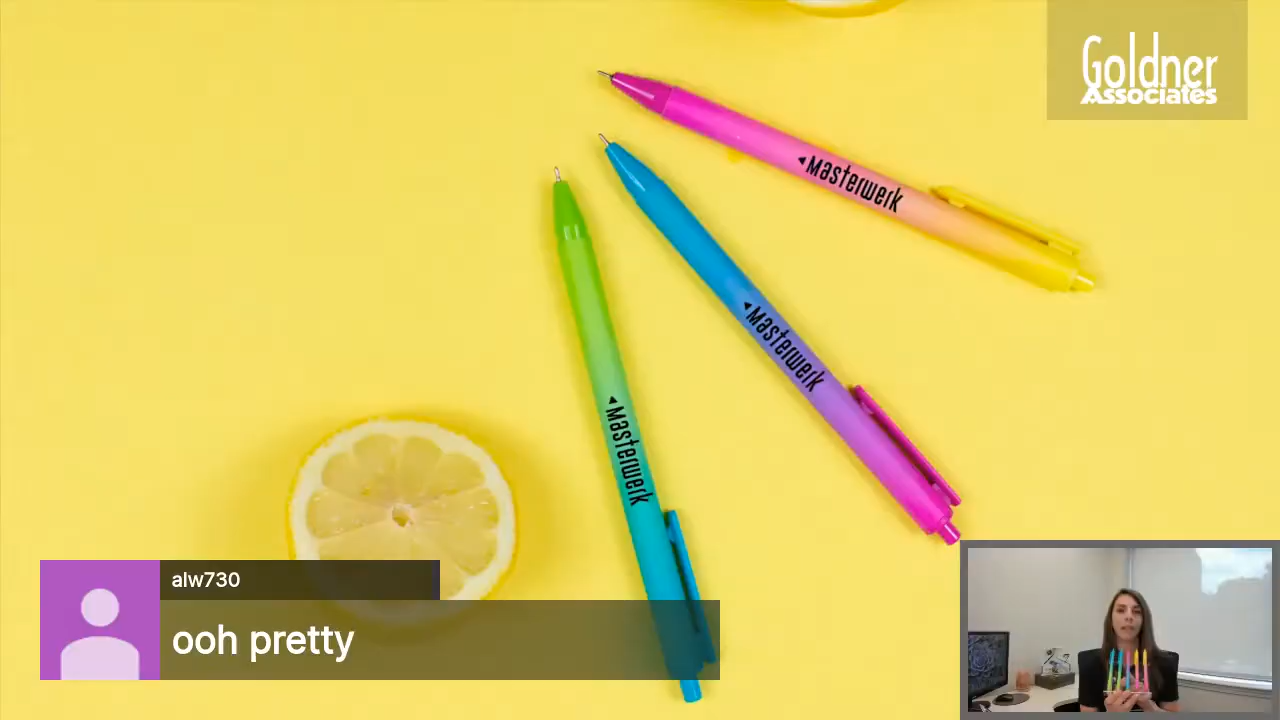 Goldner
Associates
Masterwerk
Masterwerk
Masterwerk
alw730
ooh pretty